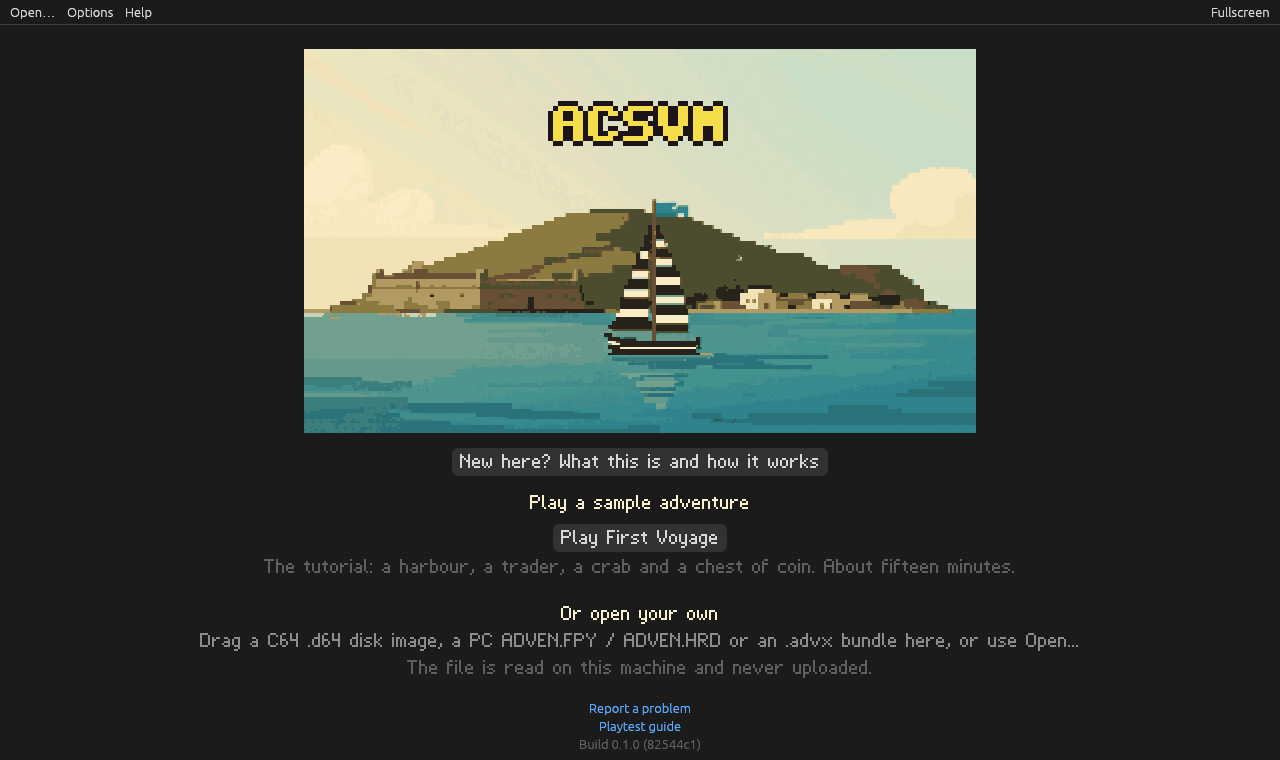 Open… Options Help Fullscreen
ACSVM
New here? What this is and how it works
Play a sample adventure
Play First Voyage
The tutorial: a harbour, a trader, a crab and a chest of coin. About fifteen minutes.
Or open your own
Drag a C64 .d64 disk image, a PC ADVEN.FPY / ADVEN.HRD or an .advx bundle here, or use Open…
The file is read on this machine and never uploaded.
Report a problem
Playtest guide
Build 0.1.0 (82544c1)